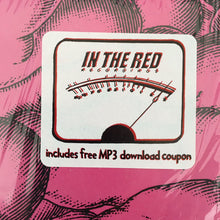 IN THE RED
recordings
includes free MP3 download coupon